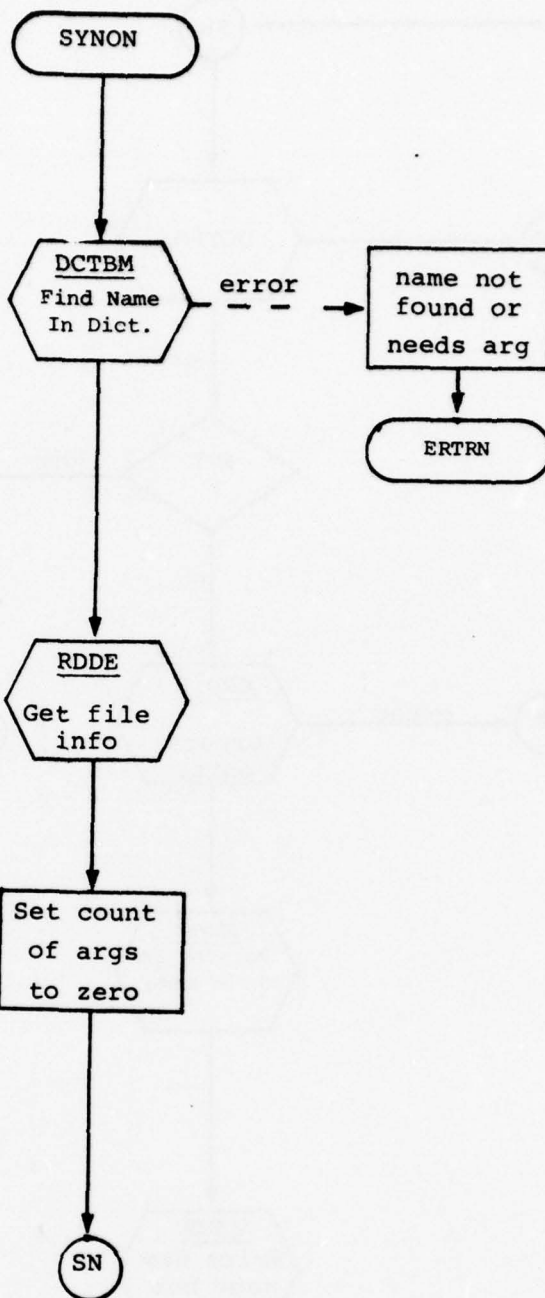 SYNON
DCTBM
Find Name
In Dict.
error
name not
found or
needs arg
ERTRN
RDDE
Get file
info
Set count
of args
to zero
SN